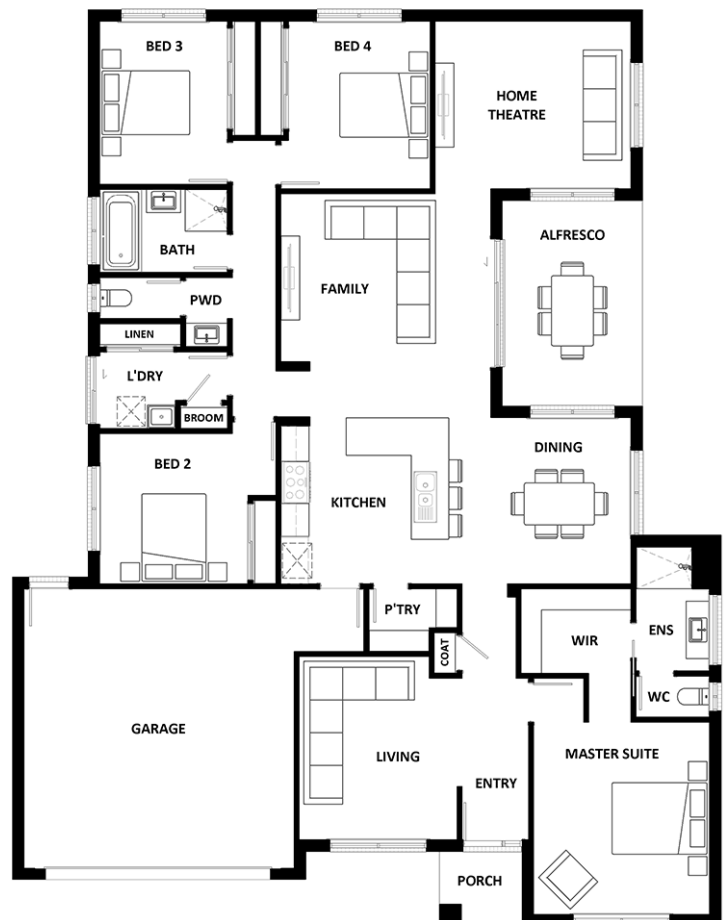 BED 3
BED 4
HOME
THEATRE
BATH
ALFRESCO
FAMILY
PWD
LINEN
L'DRY
BROOM
DINING
BED 2
KITCHEN
P'TRY
COAT
WIR
ENS
WC
GARAGE
LIVING
MASTER SUITE
ENTRY
PORCH